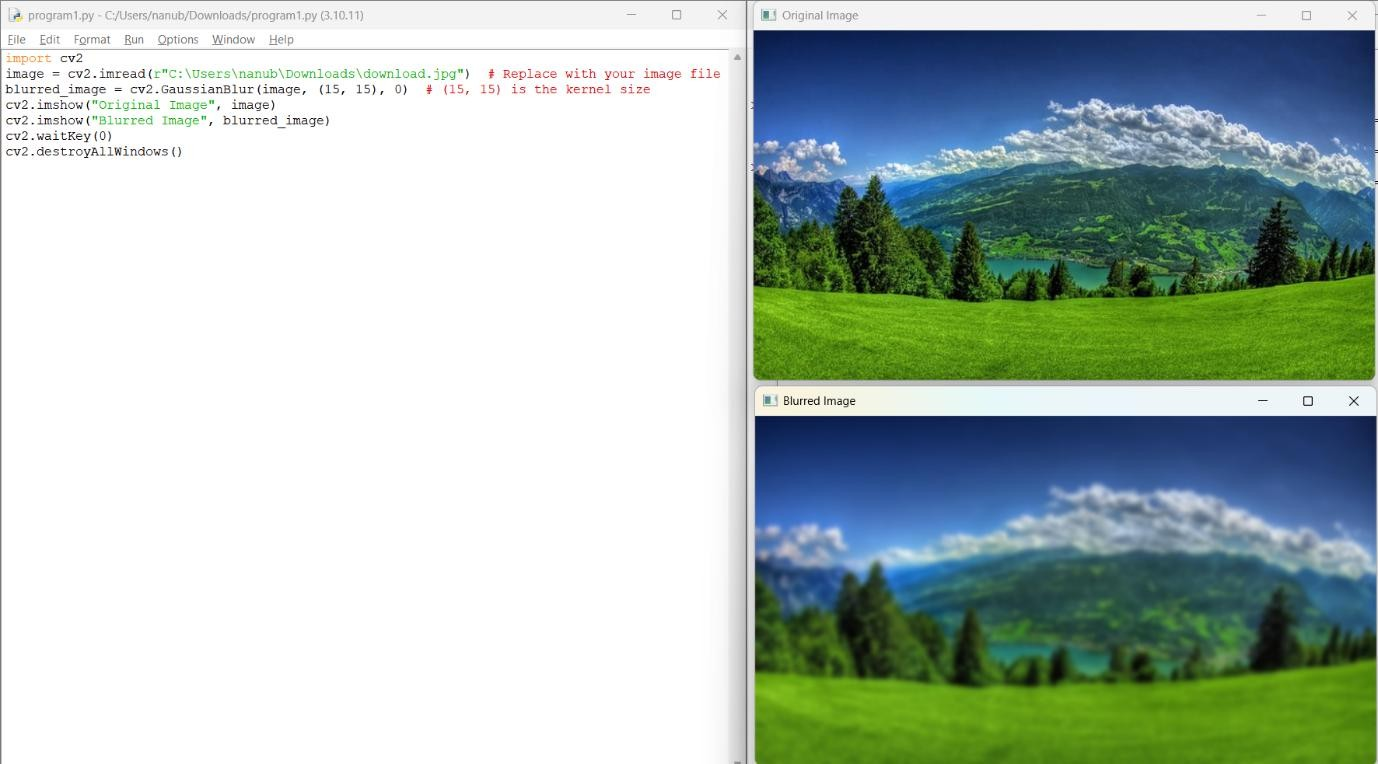 program1.py - C:/Users/nanub/Downloads/program1.py (3.10.11)
File Edit Format Run Options Window Help
import cv2
image = cv2.imread(r"C:\Users\nanub\Downloads\download.jpg")  # Replace with your image file
blurred_image = cv2.GaussianBlur(image, (15, 15), 0)  # (15, 15) is the kernel size
cv2.imshow("Original Image", image)
cv2.imshow("Blurred Image", blurred_image)
cv2.waitKey(0)
cv2.destroyAllWindows()
Original Image
Blurred Image